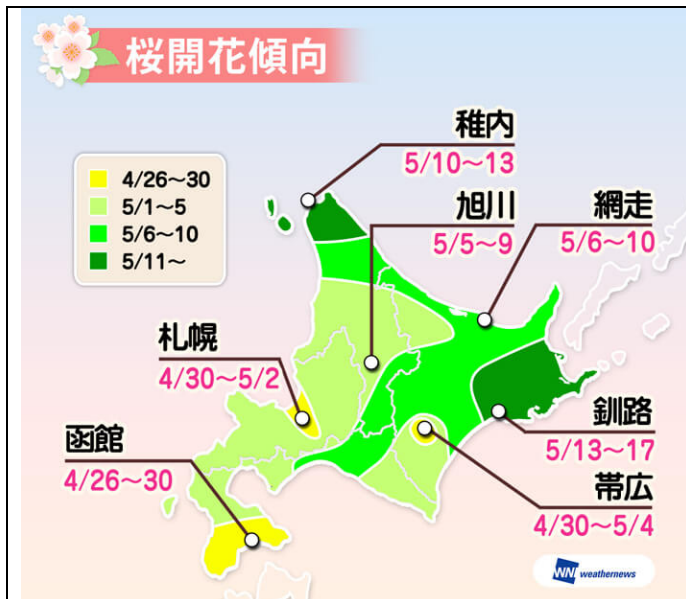 桜開花傾向
4/26～30
5/1～5
5/6～10
5/11～
稚内
5/10～13
旭川
5/5～9
網走
5/6～10
札幌
4/30～5/2
函館
4/26～30
釧路
5/13～17
帯広
4/30～5/4
WN weathernews